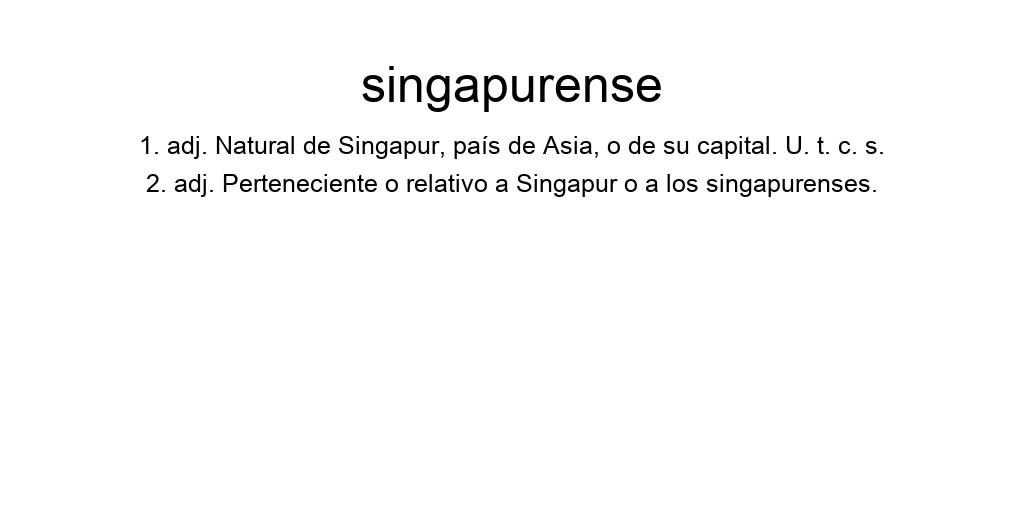 singapurense
1. adj. Natural de Singapur, país de Asia, o de su capital. U. t. c. s.
2. adj. Perteneciente o relativo a Singapur o a los singapurenses.